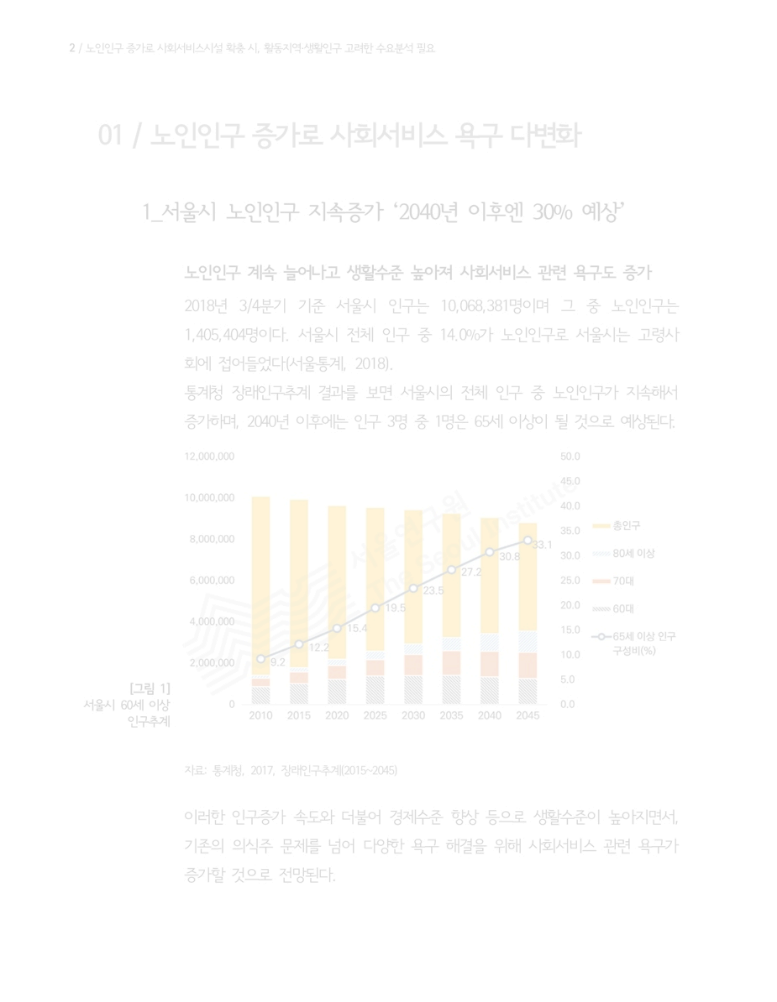 2 / 노인인구 증가로 사회서비스시설 확충 시, 활동지역·생활인구 고려한 수요분석 필요
01 / 노인인구 증가로 사회서비스 욕구 다변화
1_서울시 노인인구 지속증가 ‘2040년 이후엔 30% 예상’
노인인구 계속 늘어나고 생활수준 높아져 사회서비스 관련 욕구도 증가
2018년 3/4분기 기준 서울시 인구는 10,068,381명이며 그 중 노인인구는
1,405,404명이다. 서울시 전체 인구 중 14.0%가 노인인구로 서울시는 고령사
회에 접어들었다(서울통계, 2018).
통계청 장래인구추계 결과를 보면 서울시의 전체 인구 중 노인인구가 지속해서
증가하며, 2040년 이후에는 인구 3명 중 1명은 65세 이상이 될 것으로 예상된다.
12,000,000
10,000,000
8,000,000
6,000,000
4,000,000
2,000,000
0
50.0
45.0
40.0
35.0
30.0
25.0
20.0
15.0
10.0
5.0
0.0
9.2
12.2
15.4
19.5
23.5
27.2
30.8
33.1
2010 2015 2020 2025 2030 2035 2040 2045
총인구
80세 이상
70대
60대
65세 이상 인구
구성비(%)
서울연구원
The Seoul Institute
[그림 1]
서울시 60세 이상
인구추계
자료: 통계청, 2017, 장래인구추계(2015~2045)
이러한 인구증가 속도와 더불어 경제수준 향상 등으로 생활수준이 높아지면서,
기존의 의식주 문제를 넘어 다양한 욕구 해결을 위해 사회서비스 관련 욕구가
증가할 것으로 전망된다.